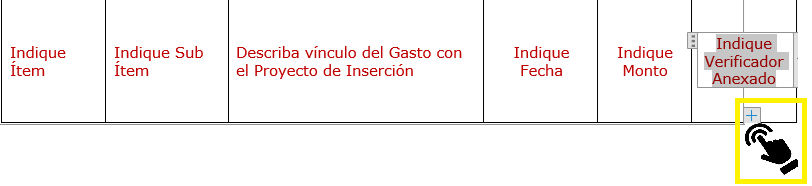 Indique
Ítem
Indique Sub
Ítem
Describa vínculo del Gasto con
el Proyecto de Inserción
Indique
Fecha
Indique
Monto
Indique
Verificador
Anexado